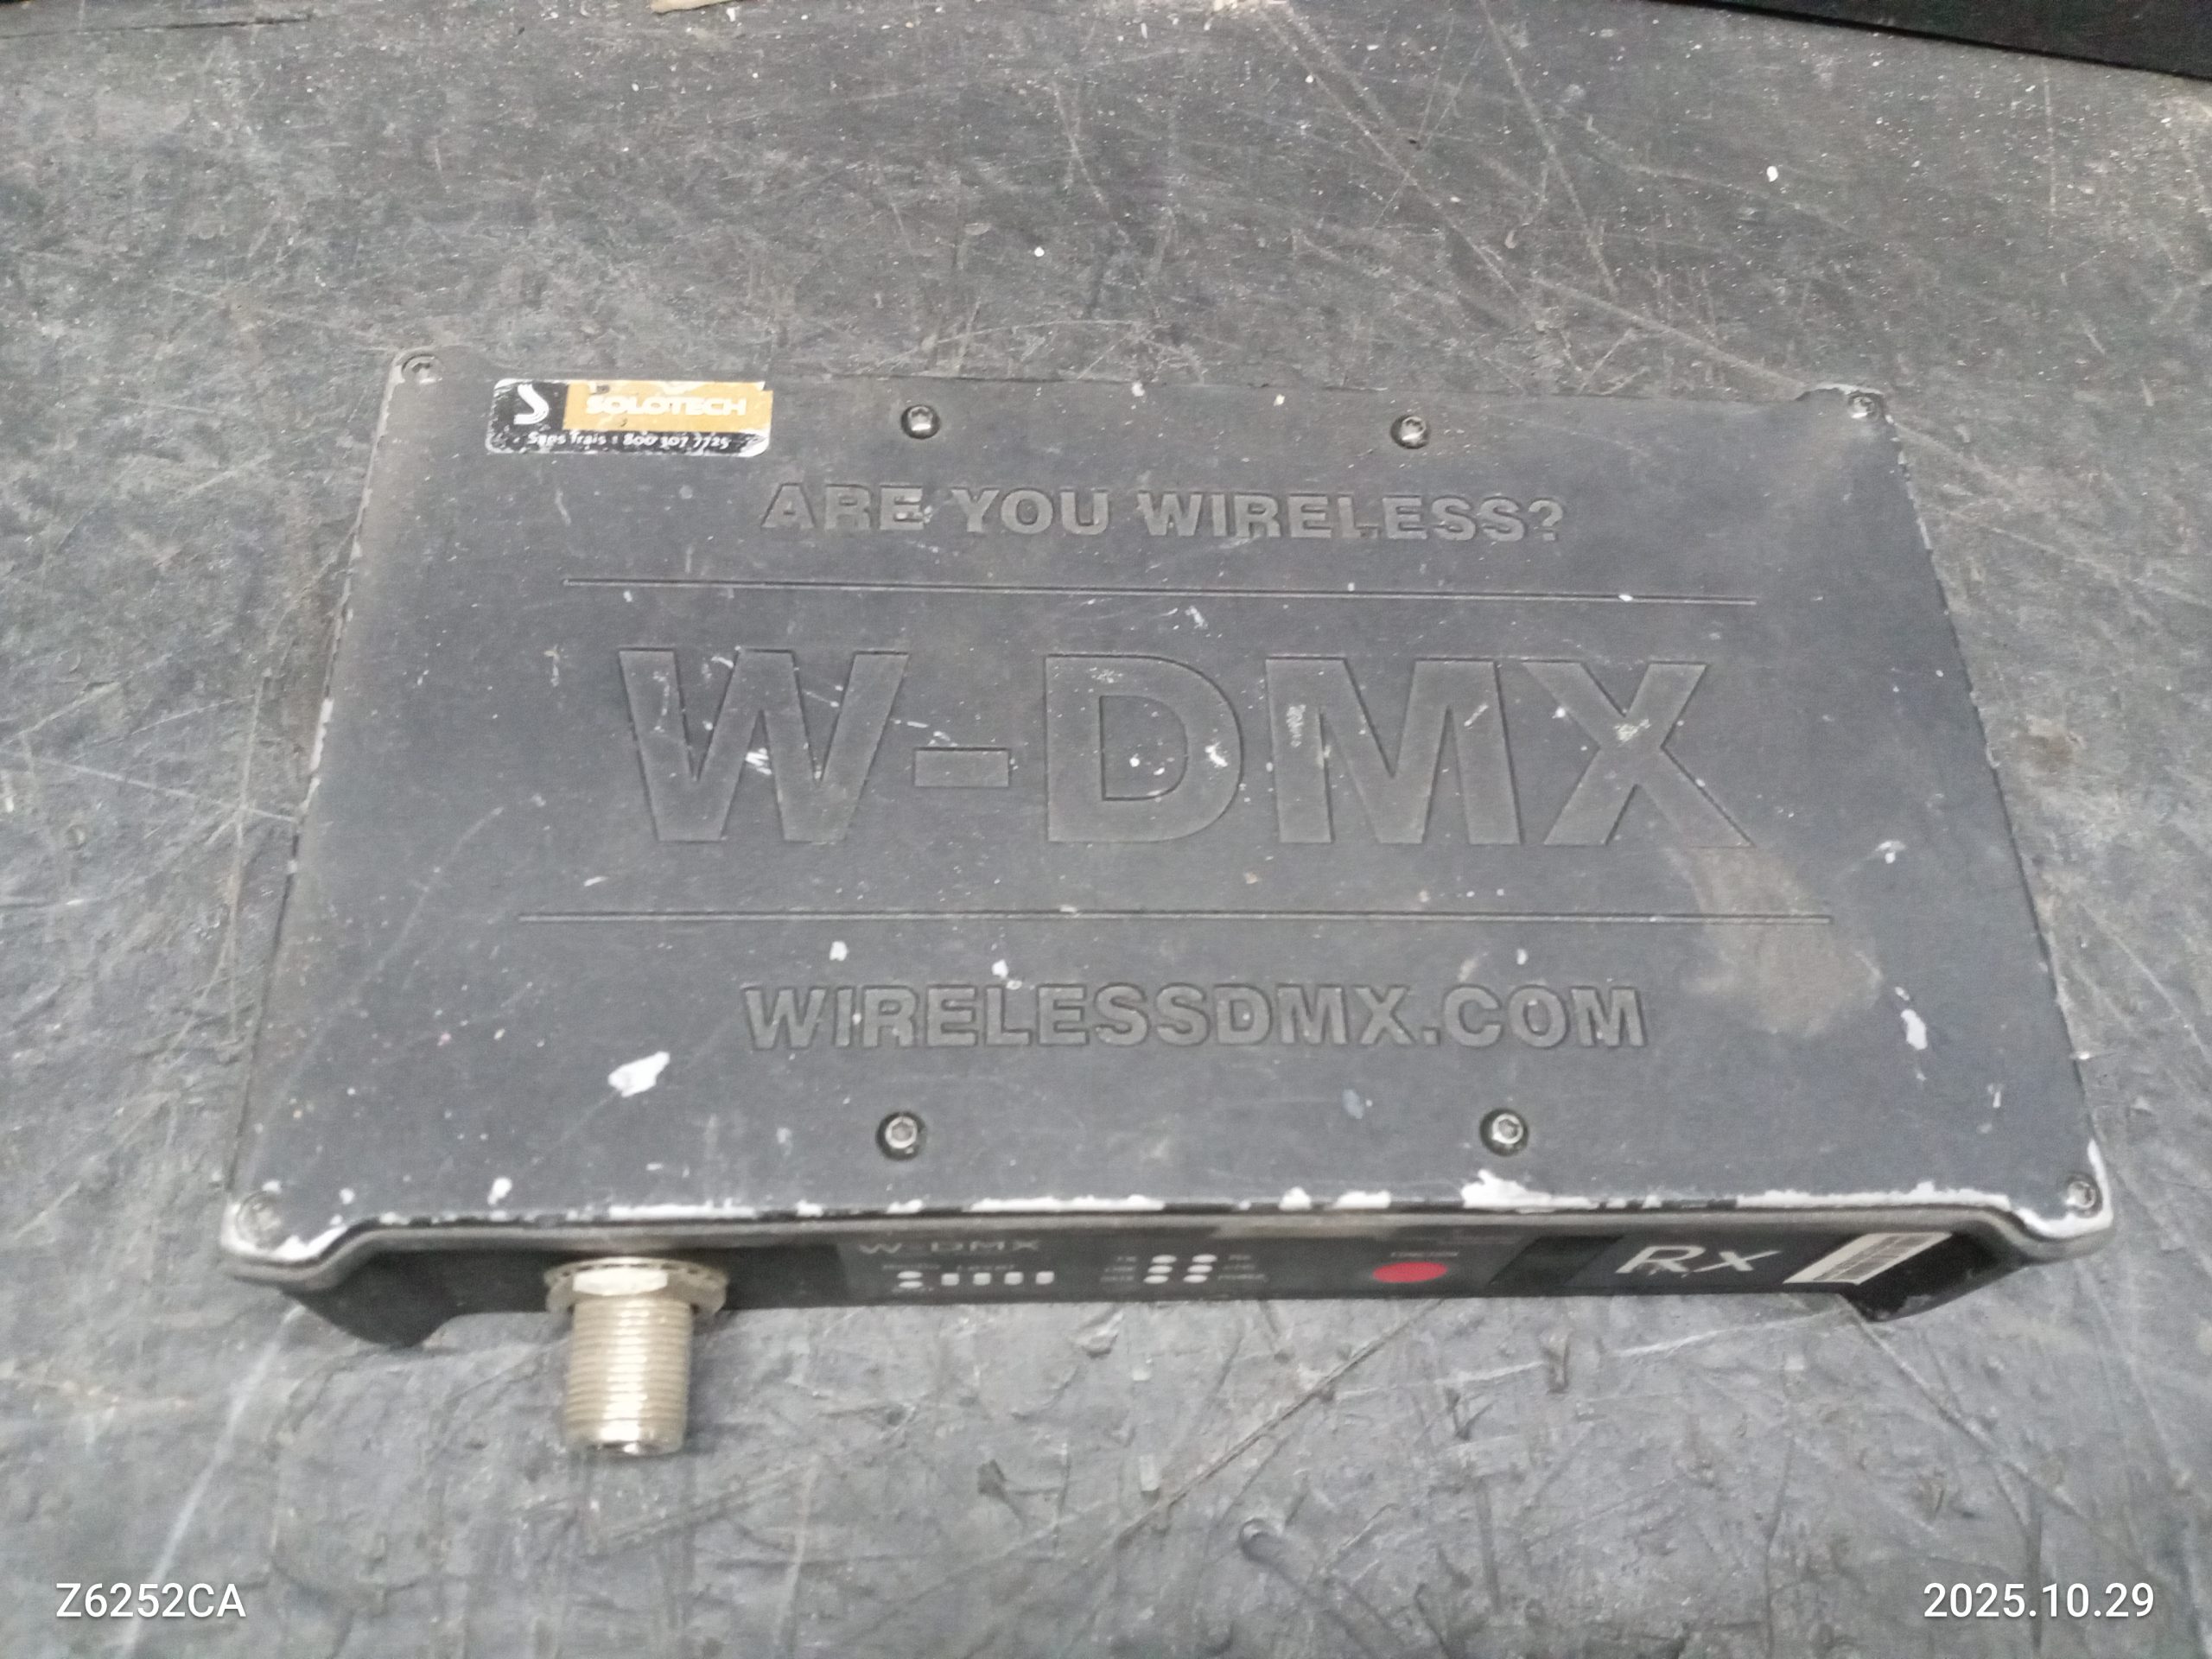 SOLOTECH
Sans frais : 800 307 7725
ARE YOU WIRELESS?
W-DMX
WIRELESSDMX.COM
W-DMX
Rx
Z6252CA
2025.10.29